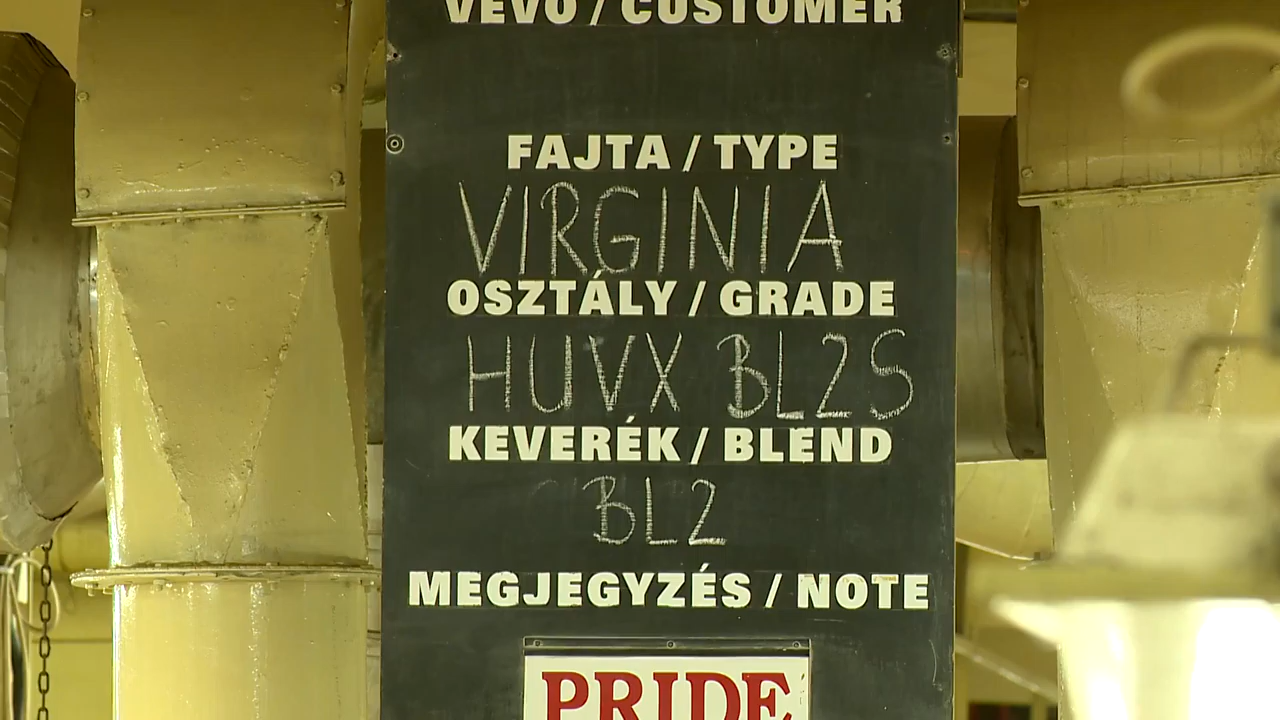 VEVŐ / CUSTOMER
FAJTA / TYPE
VIRGINIA
OSZTÁLY / GRADE
HUVX BL2S
KEVERÉK / BLEND
BL2
MEGJEGYZÉS / NOTE
PRIDE